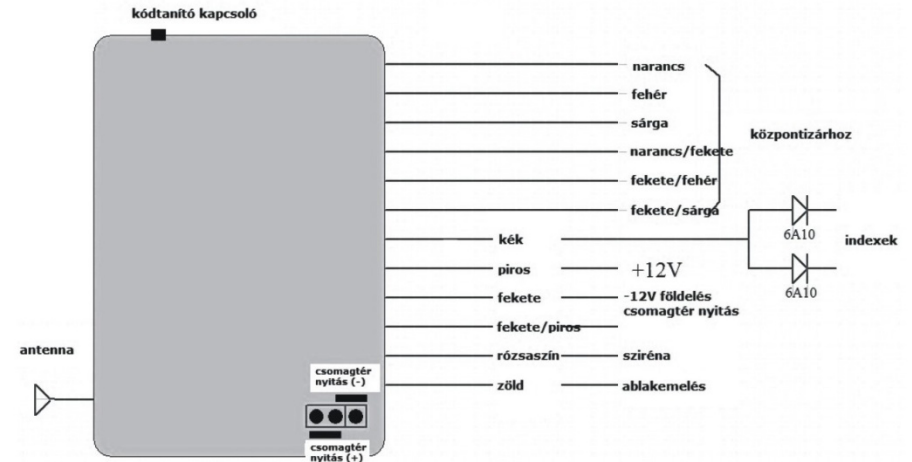 kódtanító kapcsoló
narancs
fehér
sárga
narancs/fekete
fekete/fehér
fekete/sárga
központizárhoz
kék
6A10
indexek
piros
+12V
6A10
fekete
-12V földelés
csomagtér nyitás
fekete/piros
antenna
rózsaszín
sziréna
csomagtér
nyitás (-)
zöld
ablakemelés
csomagtér
nyitás (+)